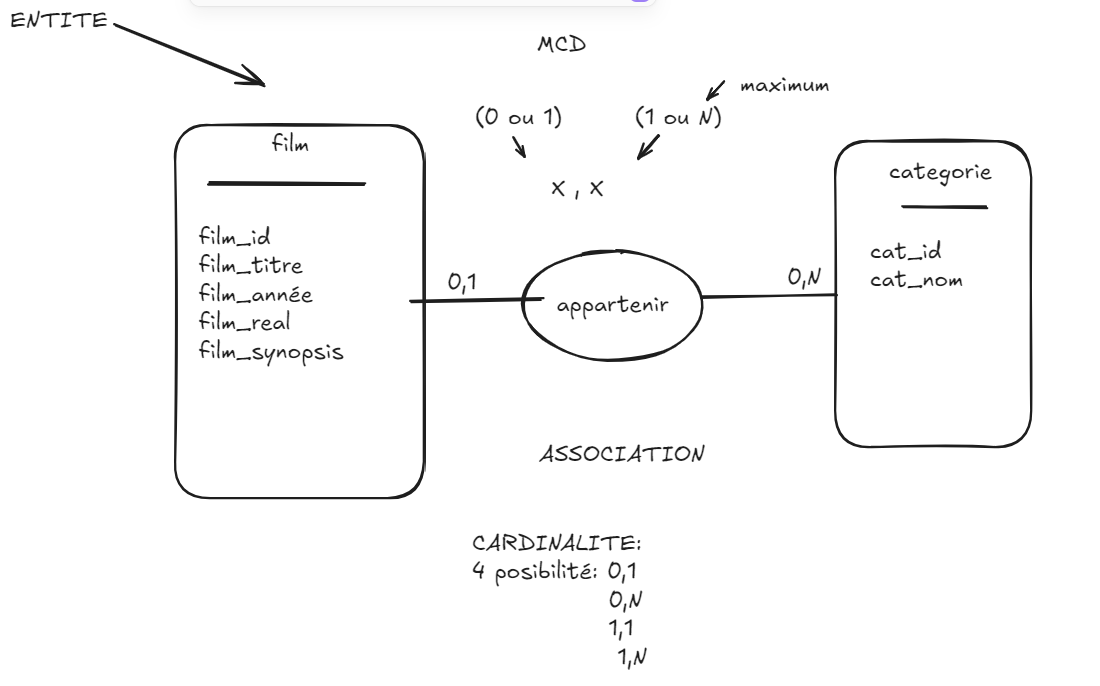 ENTITE
MCD
maximum
(0 ou 1)
(1 ou N)
x , x
film
film_id
film_titre
film_année
film_real
film_synopsis
0,1
appartenir
0,N
categorie
cat_id
cat_nom
ASSOCIATION
CARDINALITE:
4 posibilité: 0,1
0,N
1,1
1,N